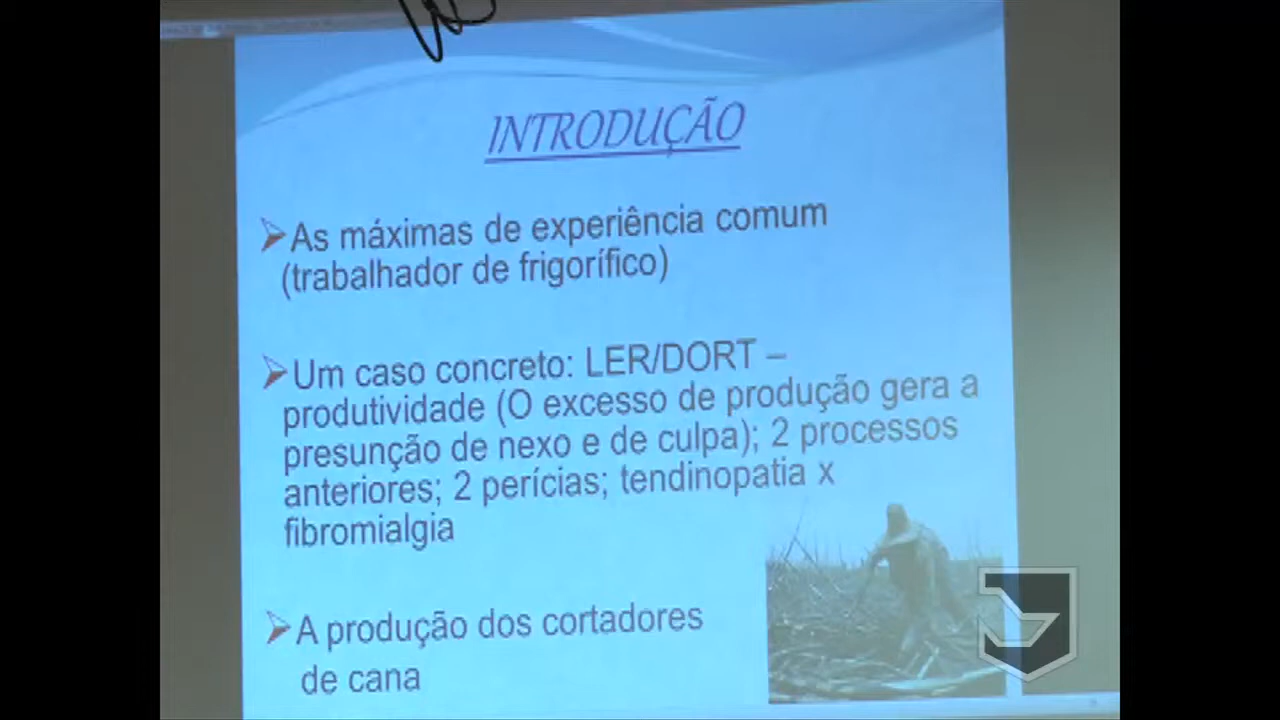 INTRODUÇÃO
As máximas de experiência comum
(trabalhador de frigorífico)
Um caso concreto: LER/DORT –
produtividade (O excesso de produção gera a
presunção de nexo e de culpa); 2 processos
anteriores; 2 perícias; tendinopatia x
fibromialgia
A produção dos cortadores
de cana